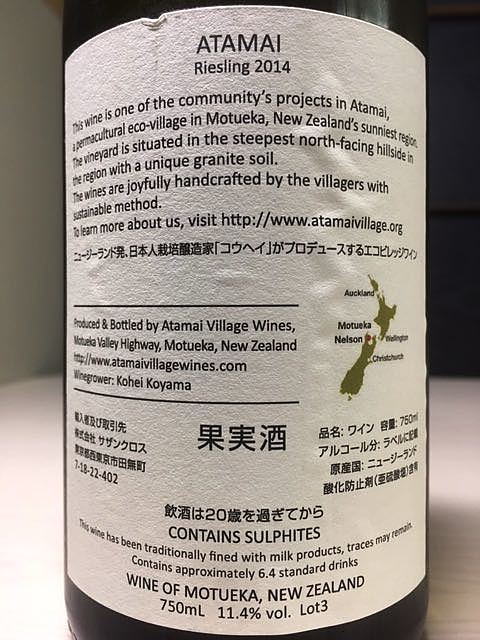 ATAMAI
Riesling 2014
This wine is one of the community's projects in Atamai,
a permacultural eco-village in Motueka, New Zealand's sunniest region.
The vineyard is situated in the steepest north-facing hillside in
the region with a unique granite soil.
The wines are joyfully handcrafted by the villagers with
sustainable method.
To learn more about us, visit http://www.atamaivillage.org
ニュージーランド発、日本人栽培醸造家「コウヘイ」がプロデュースするエコビレッジワイン
Produced & Bottled by Atamai Village Wines,
Motueka Valley Highway, Motueka, New Zealand
http://www.atamaivillagewines.com
Winegrower: Kohei Koyama
Auckland
Motueka
Nelson
Wellington
Christchurch
輸入者及び取引先
株式会社 サザンクロス
東京都西東京市田無町
7-18-22-402
果実酒
品名: ワイン 容量: 750ml
アルコール分: ラベルに記載
原産国: ニュージーランド
酸化防止剤(亜硫酸塩)含有
飲酒は20歳を過ぎてから
CONTAINS SULPHITES
This wine has been traditionally fined with milk products, traces may remain.
Contains approximately 6.4 standard drinks
WINE OF MOTUEKA, NEW ZEALAND
750mL 11.4% vol. Lot3